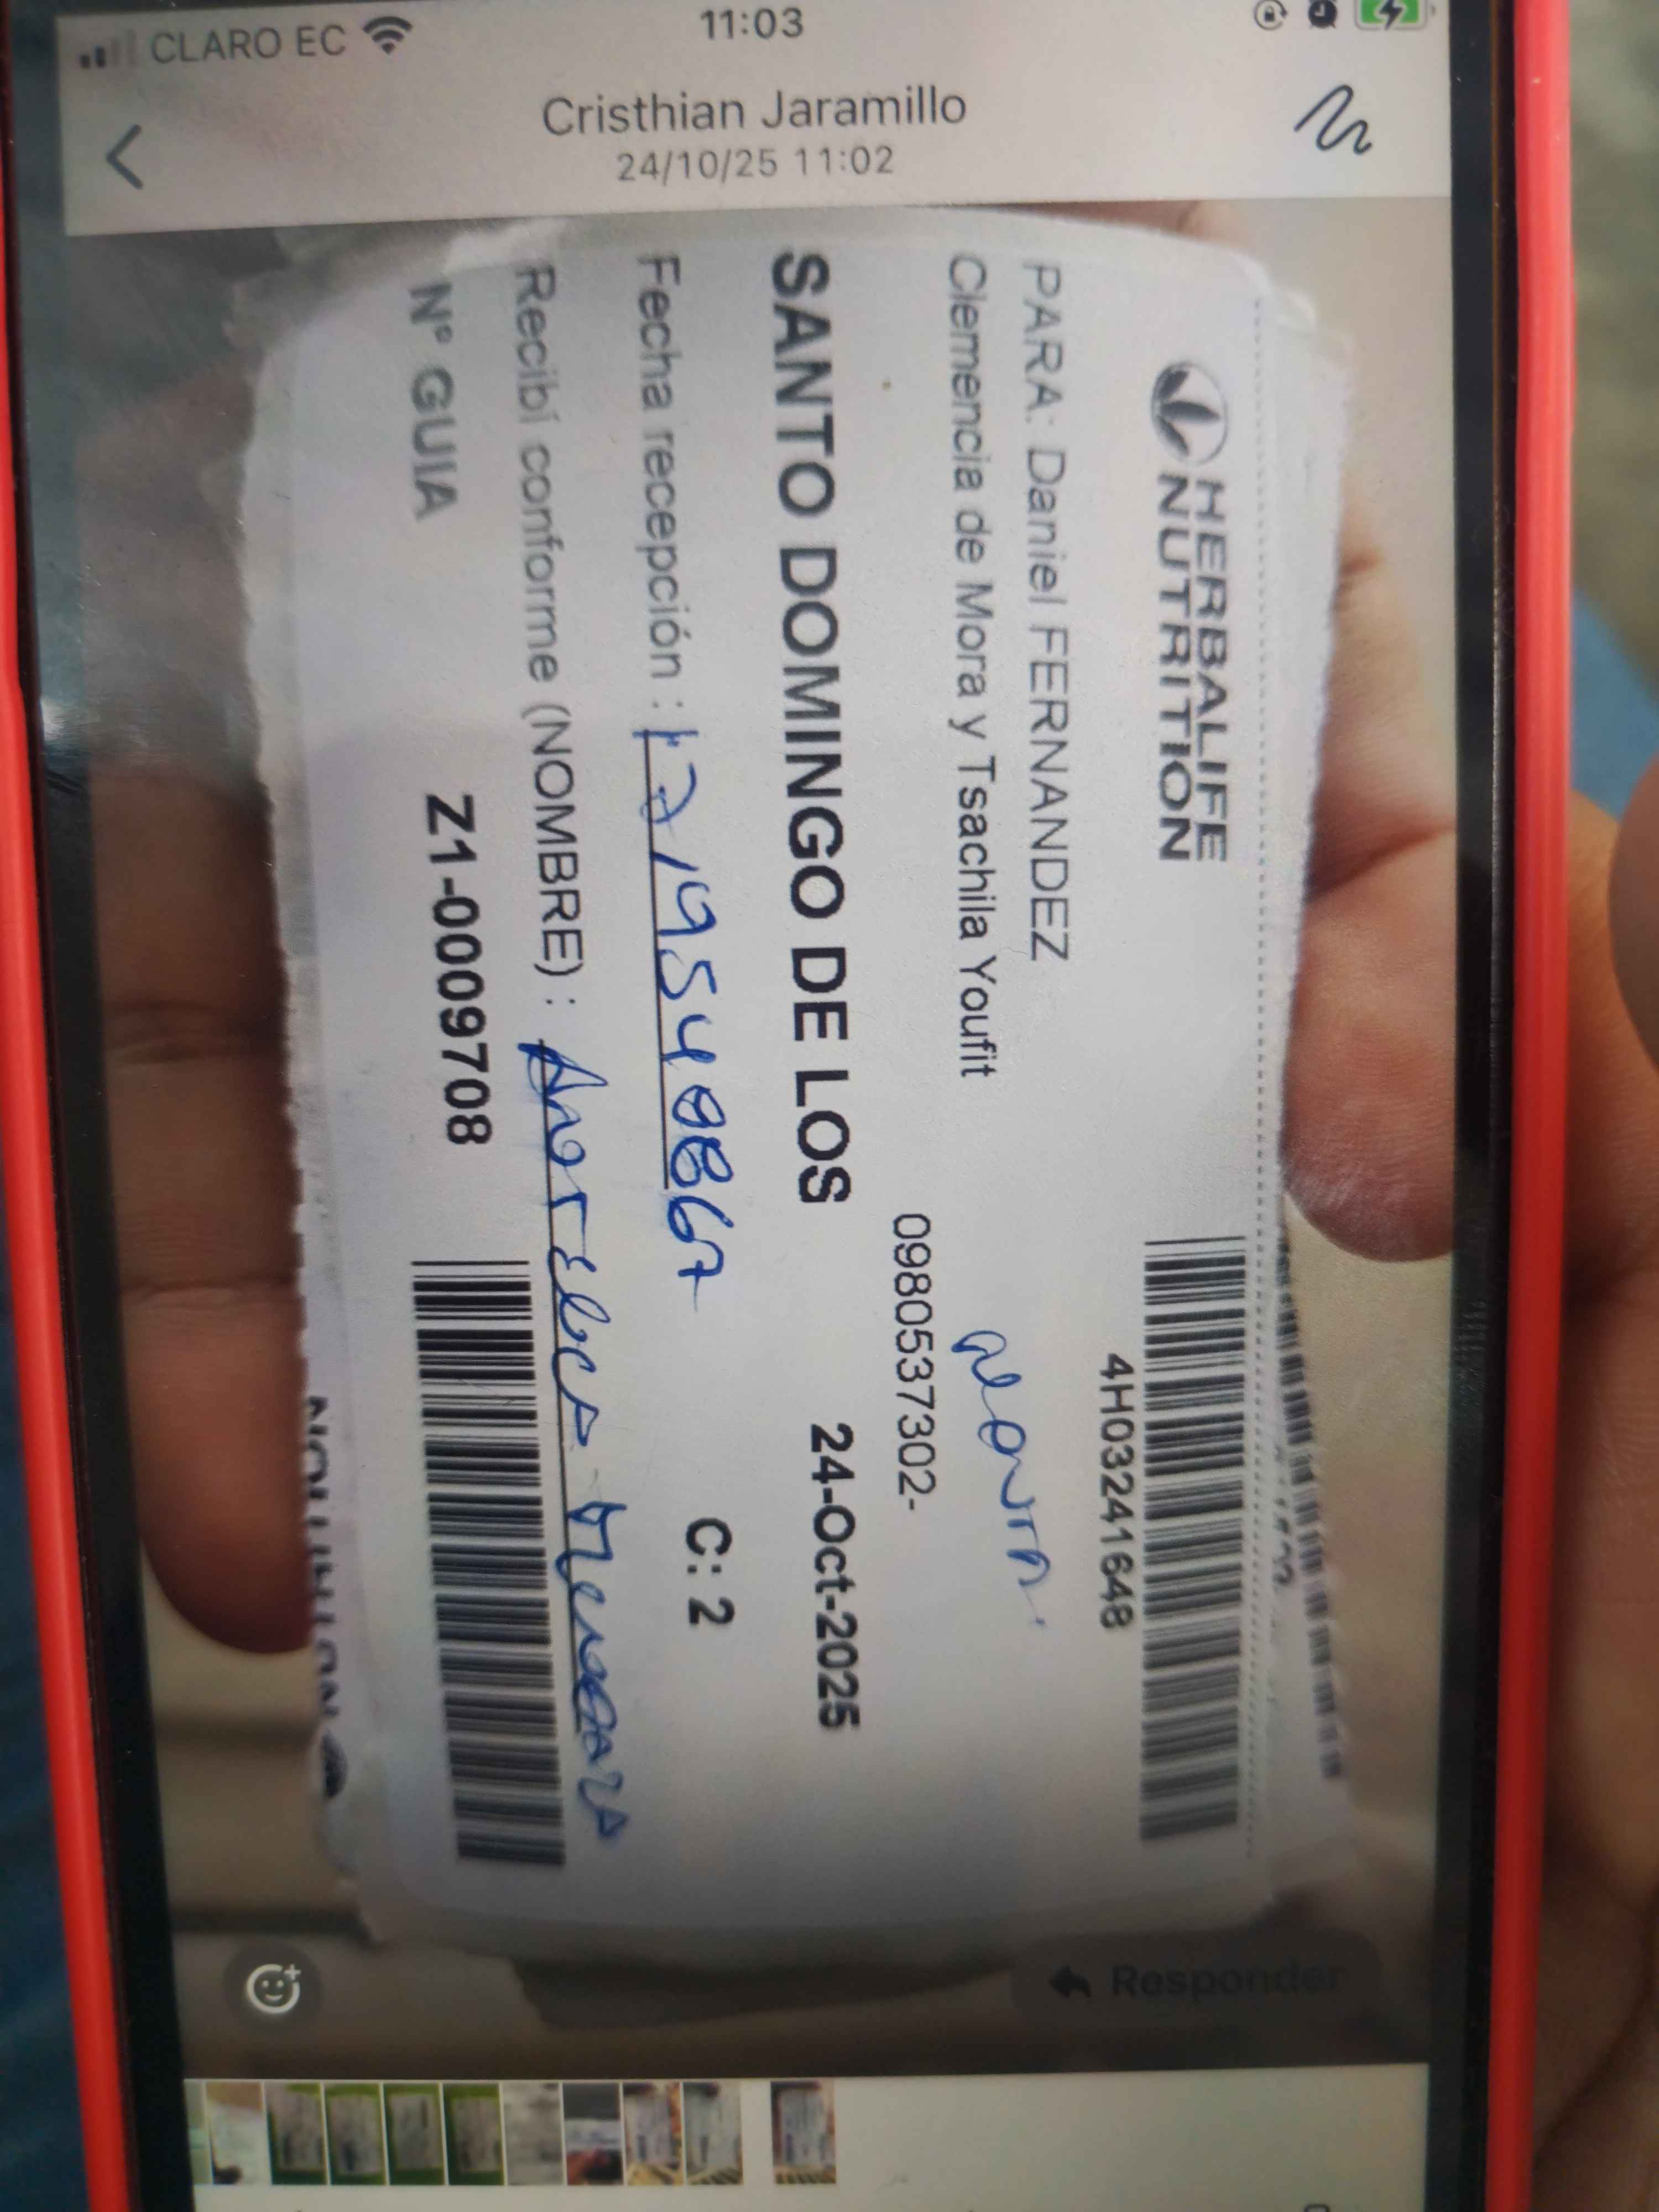 CLARO EC
11:03
Cristhian Jaramillo
24/10/25 11:02
HERBALIFE
NUTRITION
4H03241648
PARA: Daniel FERNANDEZ
Clemencia de Mora y Tsachila Youfit
0980537302-
SANTO DOMINGO DE LOS 24-Oct-2025
Fecha recepción : C: 2
Recibí conforme (NOMBRE) :
N° GUIA Z1-0009708
Responder